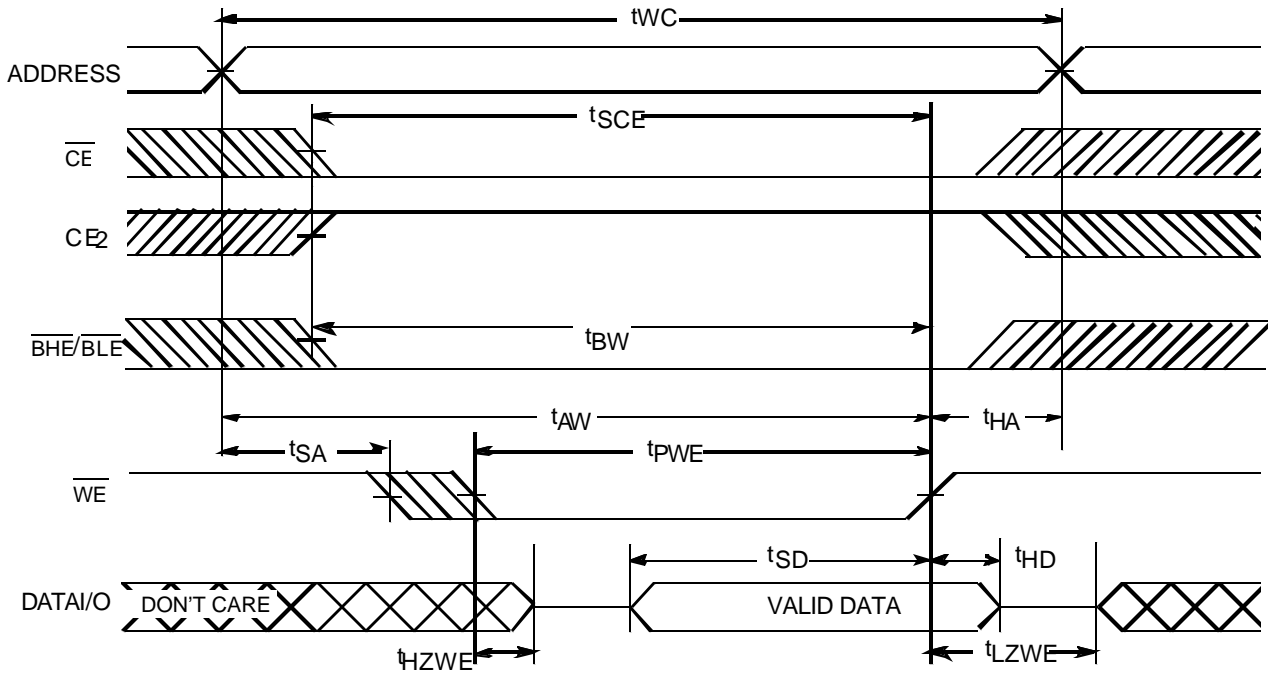 tWC
ADDRESS
tSCE
CE
CE2
BHE/BLE
tBW
tAW
tHA
tSA
tPWE
WE
tSD
tHD
DATAI/O
DON'T CARE
VALID DATA
tHZWE
tLZWE